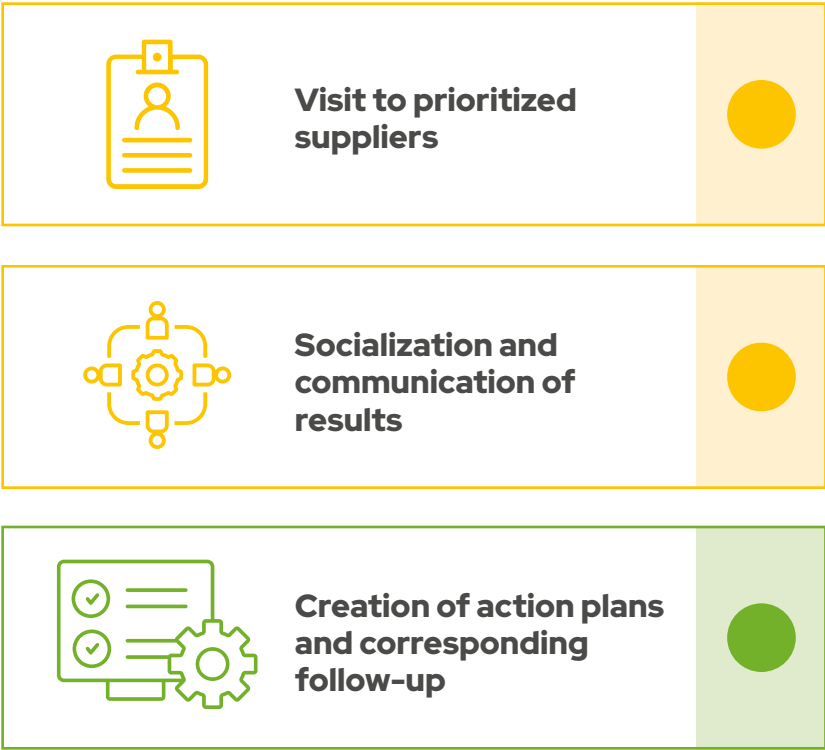 Visit to prioritized
suppliers
Socialization and
communication of
results
Creation of action plans
and corresponding
follow-up